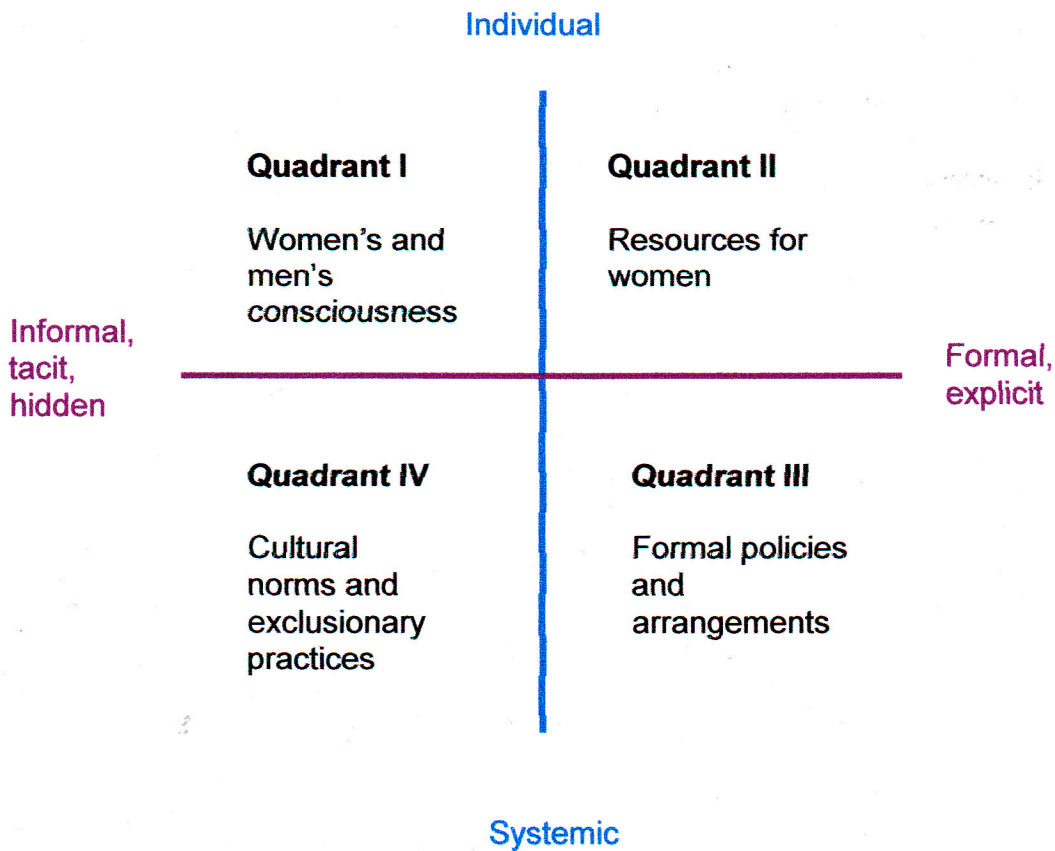 Individual
Quadrant I
Women's and
men's
consciousness
Quadrant II
Resources for
women
Informal,
tacit,
hidden
Formal,
explicit
Quadrant IV
Cultural
norms and
exclusionary
practices
Quadrant III
Formal policies
and
arrangements
Systemic